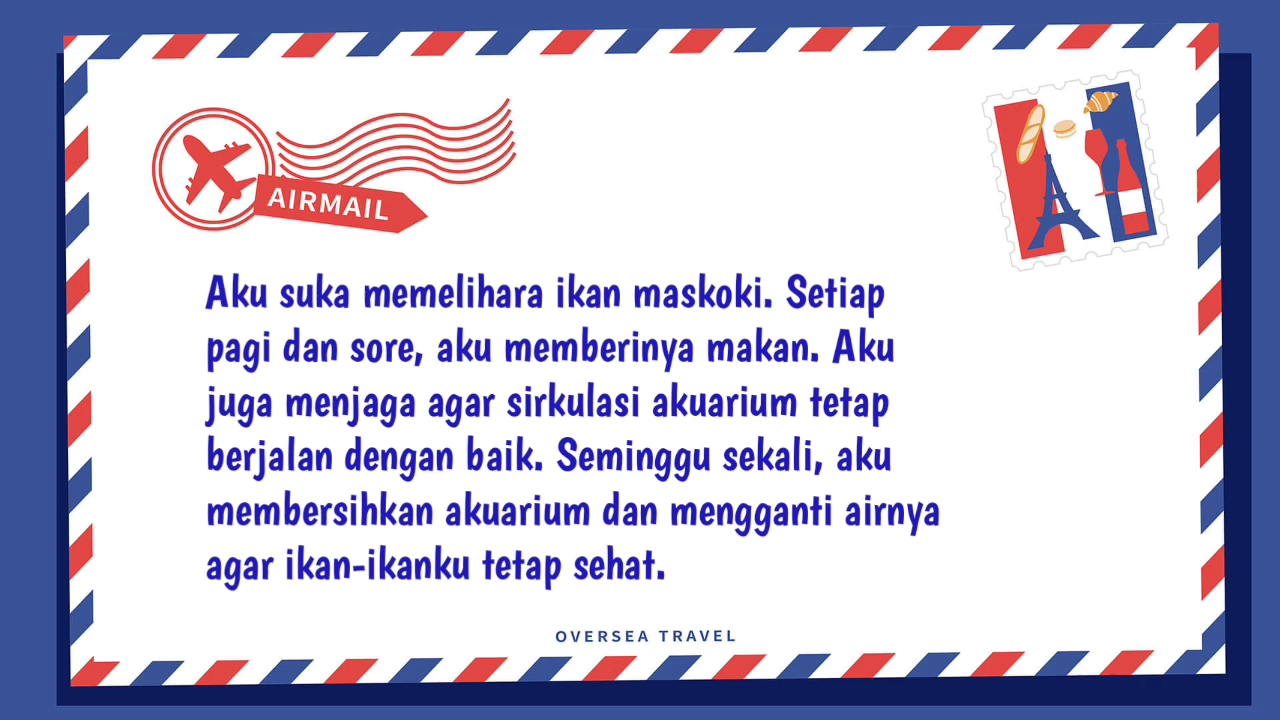 AIRMAIL
Aku suka memelihara ikan maskoki. Setiap
pagi dan sore, aku memberinya makan. Aku
juga menjaga agar sirkulasi akuarium tetap
berjalan dengan baik. Seminggu sekali, aku
membersihkan akuarium dan mengganti airnya
agar ikan-ikanku tetap sehat.
OVERSEA TRAVEL